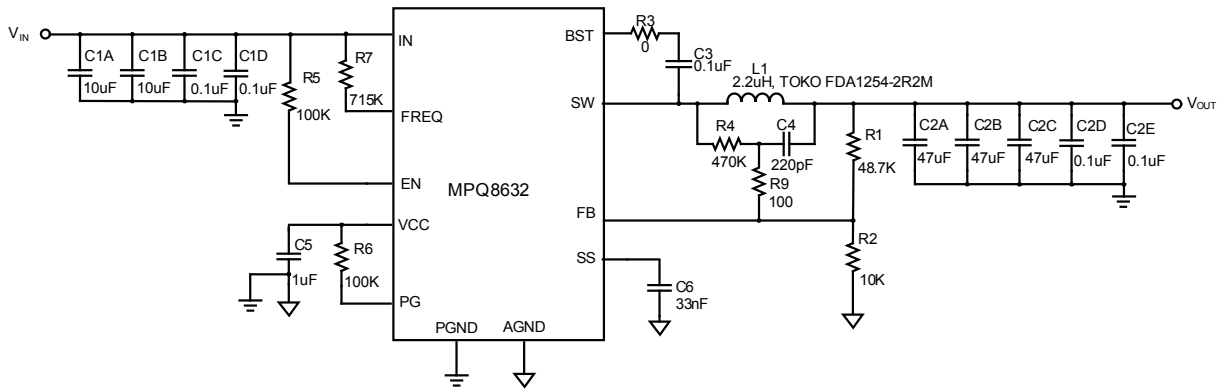 VIN
C1A
10uF
C1B
10uF
C1C
0.1uF
C1D
0.1uF
R5
100K
R7
715K
IN
FREQ
EN
VCC
PG
PGND
AGND
MPQ8632
BST
SW
FB
SS
C5
1uF
R6
100K
R3
0
C3
0.1uF
L1
2.2uH, TOKO FDA1254-2R2M
R4
470K
C4
220pF
R9
100
R1
48.7K
R2
10K
C6
33nF
C2A
47uF
C2B
47uF
C2C
47uF
C2D
0.1uF
C2E
0.1uF
VOUT